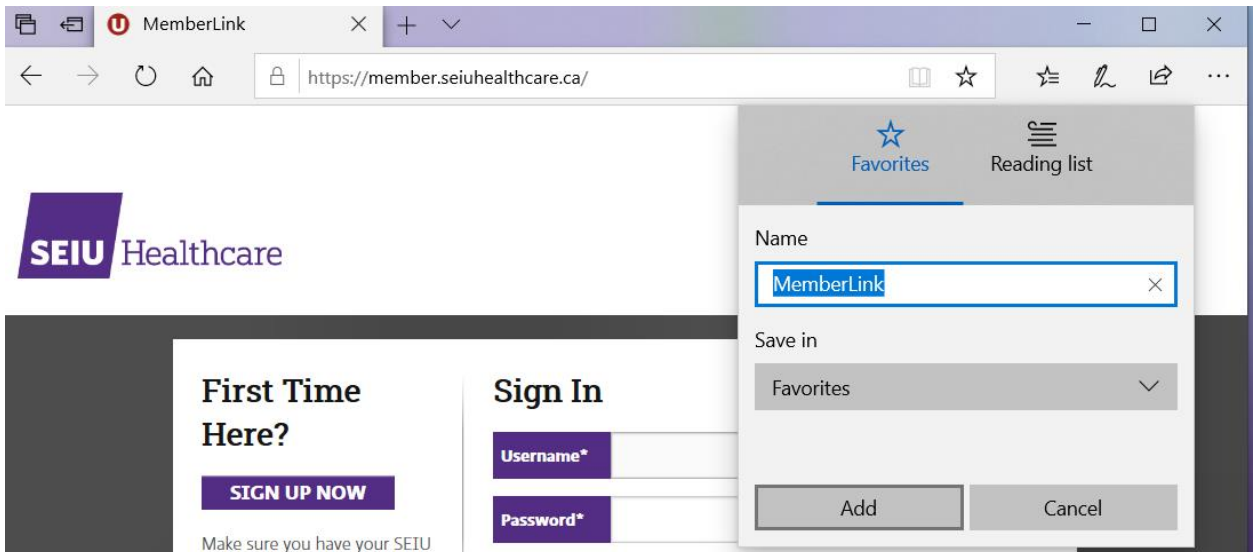 MemberLink
https://member.seiuhealthcare.ca/
Favorites
Reading list
SEIU Healthcare
Name
MemberLink
Save in
Favorites
Add
Cancel
First Time
Here?
SIGN UP NOW
Make sure you have your SEIU
Sign In
Username*
Password*